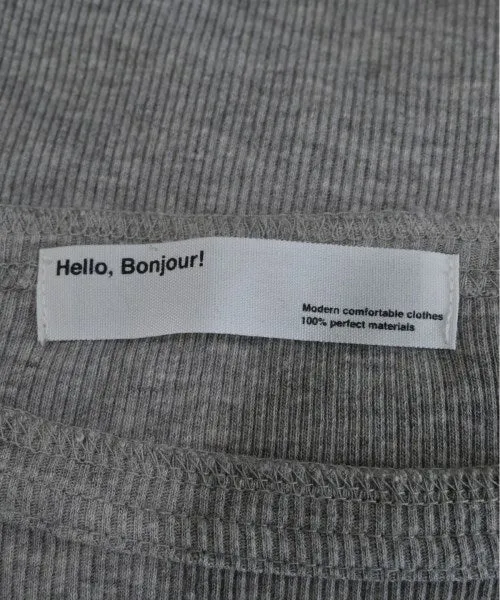 Hello, Bonjour!
Modern comfortable clothes
100% perfect materials